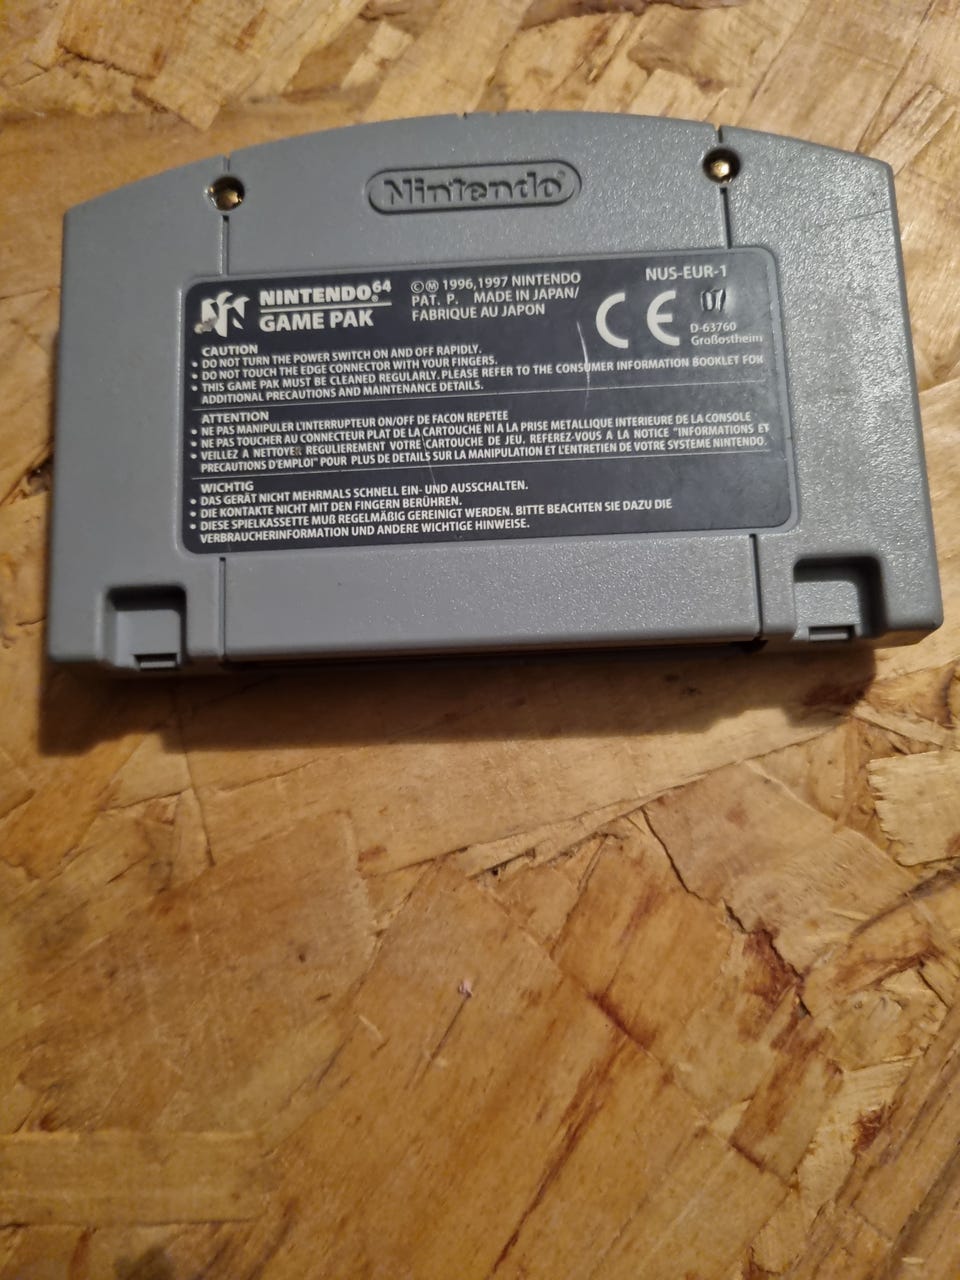 Nintendo®
NINTENDO®64
GAME PAK
©Ⓜ 1996,1997 NINTENDO
PAT. P. MADE IN JAPAN/
FABRIQUE AU JAPON
NUS-EUR-1
CE
07
D-63760
Großostheim
CAUTION
• DO NOT TURN THE POWER SWITCH ON AND OFF RAPIDLY.
• DO NOT TOUCH THE EDGE CONNECTOR WITH YOUR FINGERS.
• THIS GAME PAK MUST BE CLEANED REGULARLY. PLEASE REFER TO THE CONSUMER INFORMATION BOOKLET FOR
ADDITIONAL PRECAUTIONS AND MAINTENANCE DETAILS.
ATTENTION
• NE PAS MANIPULER L'INTERRUPTEUR ON/OFF DE FACON REPETEE
• NE PAS TOUCHER AU CONNECTEUR PLAT DE LA CARTOUCHE NI A LA PRISE METALLIQUE INTERIEURE DE LA CONSOLE
• VEILLEZ A NETTOYER REGULIEREMENT VOTRE CARTOUCHE DE JEU. REFEREZ-VOUS A LA NOTICE "INFORMATIONS ET
PRECAUTIONS D'EMPLOI" POUR PLUS DE DETAILS SUR LA MANIPULATION ET L'ENTRETIEN DE VOTRE SYSTEME NINTENDO.
WICHTIG
• DAS GERÄT NICHT MEHRMALS SCHNELL EIN- UND AUSSCHALTEN.
• DIE KONTAKTE NICHT MIT DEN FINGERN BERÜHREN.
• DIESE SPIELKASSETTE MUß REGELMÄßIG GEREINIGT WERDEN. BITTE BEACHTEN SIE DAZU DIE
VERBRAUCHERINFORMATION UND ANDERE WICHTIGE HINWEISE.